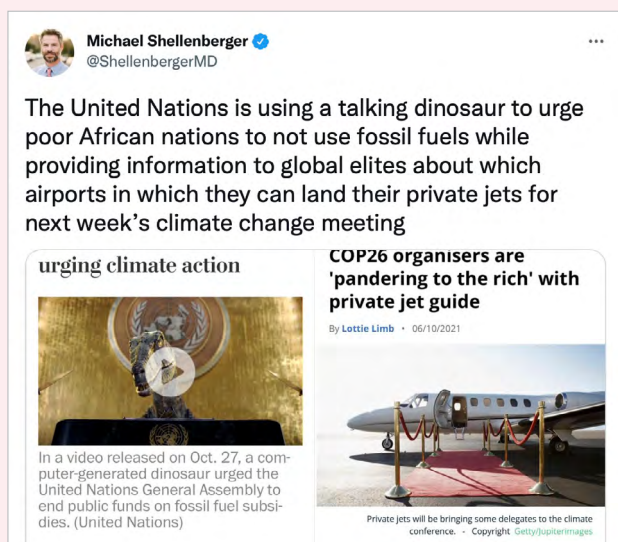 Michael Shellenberger
@ShellenbergerMD
The United Nations is using a talking dinosaur to urge
poor African nations to not use fossil fuels while
providing information to global elites about which
airports in which they can land their private jets for
next week's climate change meeting
urging climate action
In a video released on Oct. 27, a com-
puter-generated dinosaur urged the
United Nations General Assembly to
end public funds on fossil fuel subsi-
dies. (United Nations)
COP26 organisers are
'pandering to the rich' with
private jet guide
By Lottie Limb • 06/10/2021
Private jets will be bringing some delegates to the climate
conference. - Copyright Getty/Jupiterimages